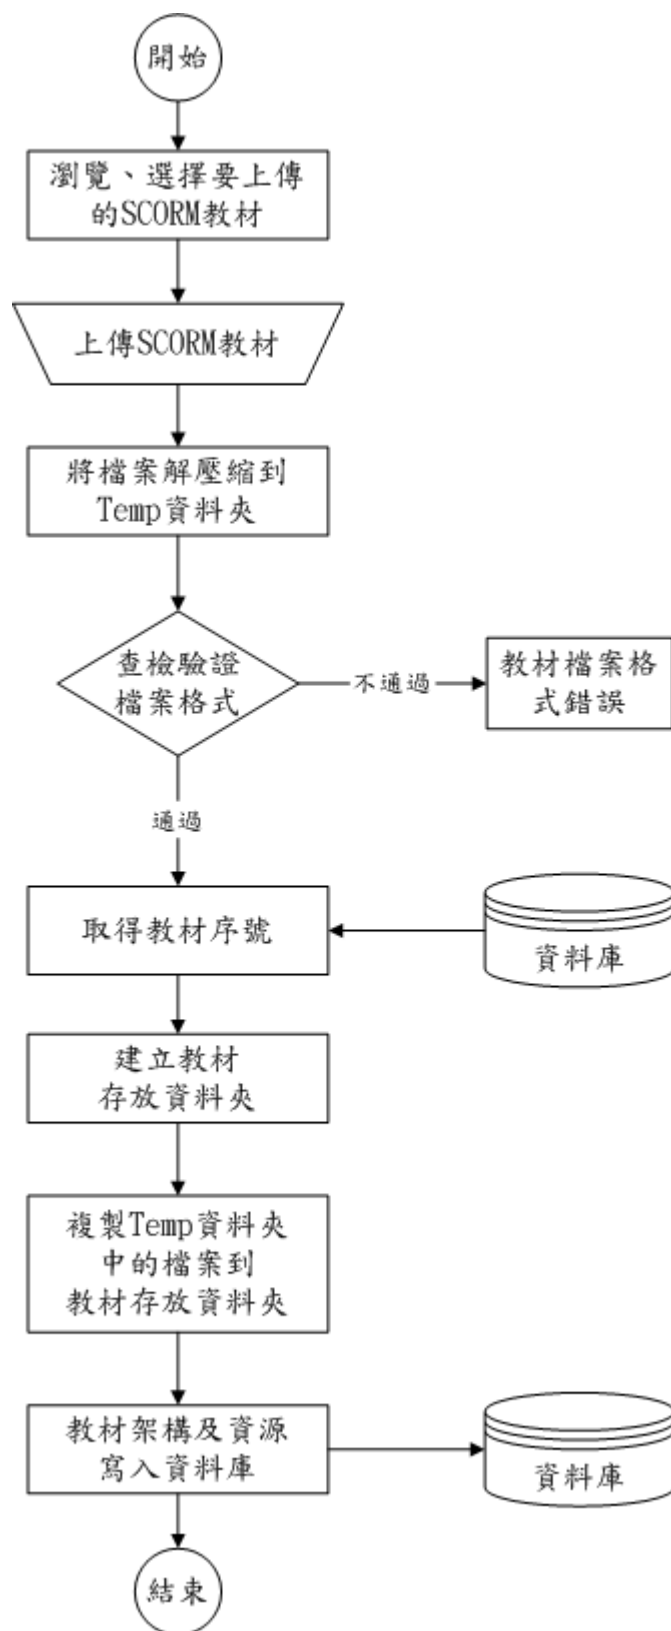 開始
瀏覽、選擇要上傳
的SCORM教材
上傳SCORM教材
將檔案解壓縮到
Temp資料夾
查檢驗證
檔案格式
不通過
教材檔案格
式錯誤
通過
取得教材序號
資料庫
建立教材
存放資料夾
複製Temp資料夾
中的檔案到
教材存放資料夾
教材架構及資源
寫入資料庫
資料庫
結束